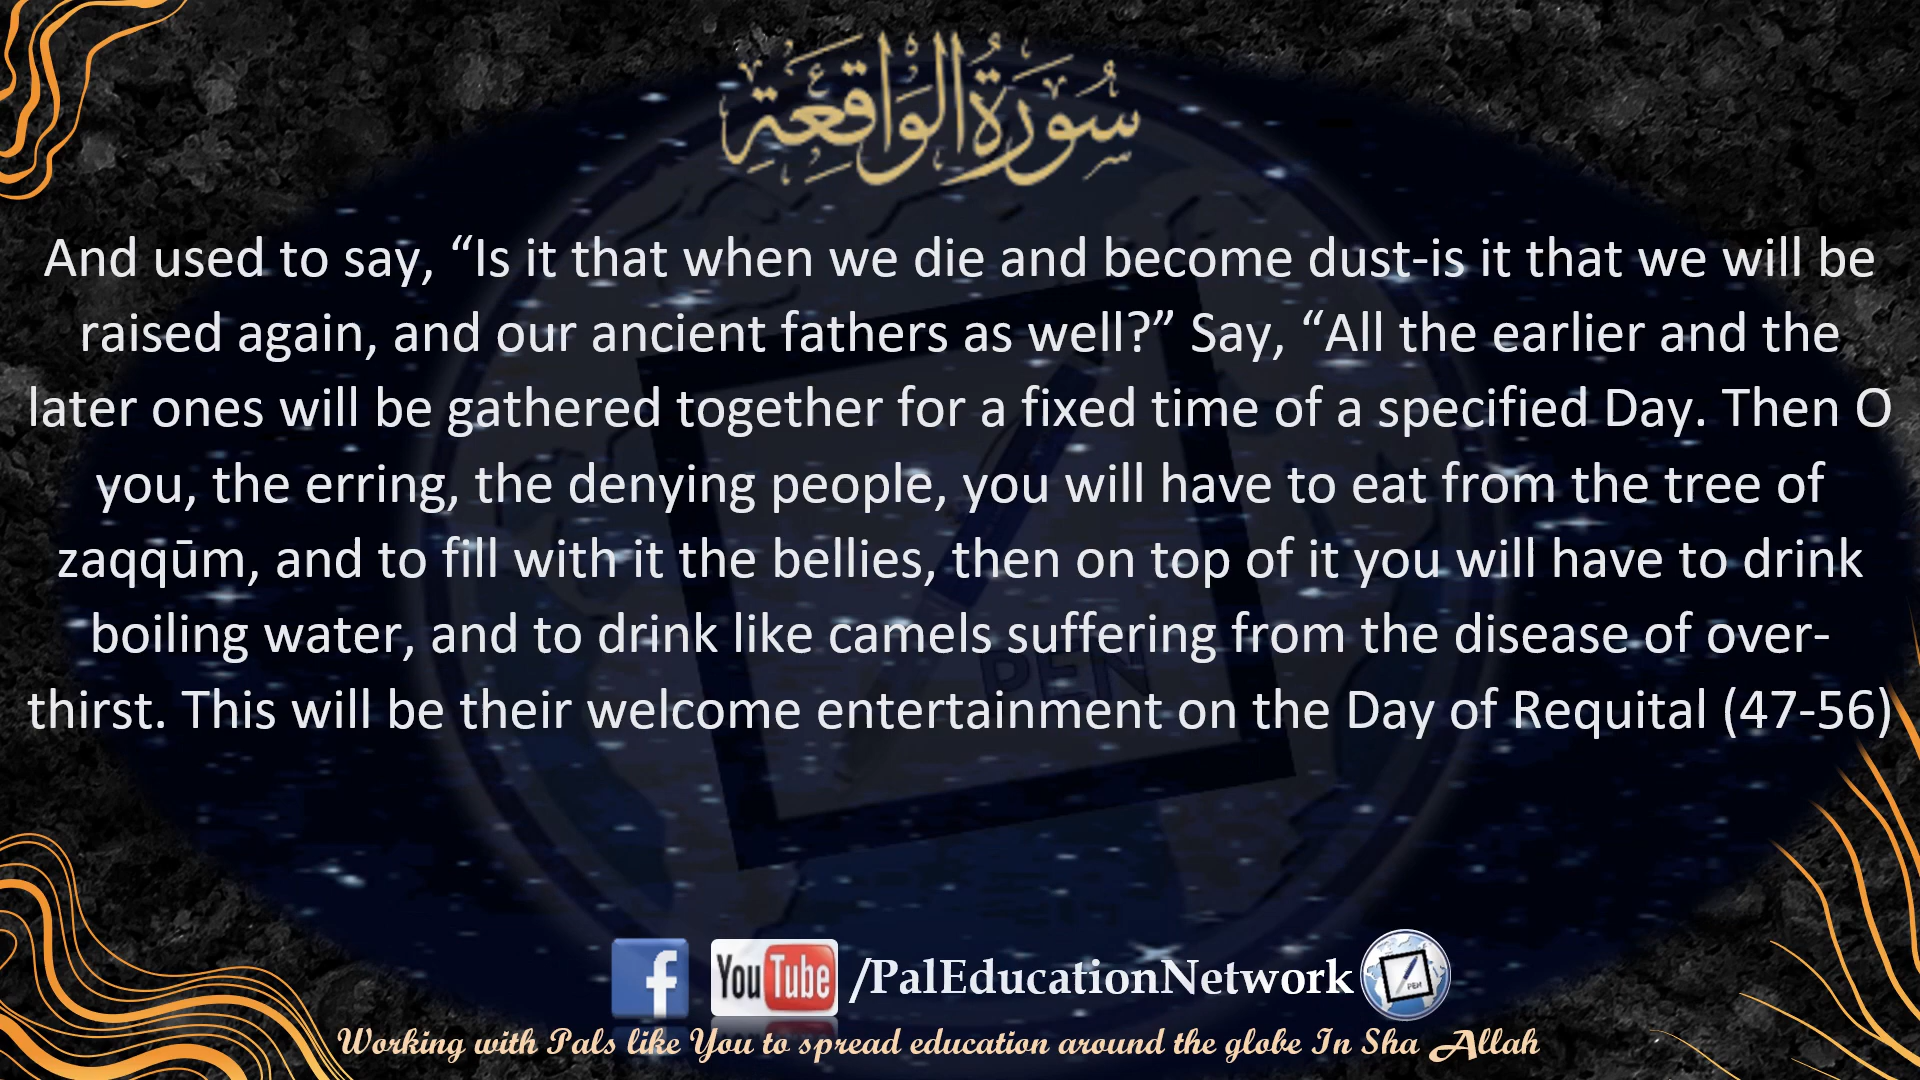 سُورَةُ الْوَاقِعَةِ
And used to say, “Is it that when we die and become dust-is it that we will be
raised again, and our ancient fathers as well?” Say, “All the earlier and the
later ones will be gathered together for a fixed time of a specified Day. Then O
you, the erring, the denying people, you will have to eat from the tree of
zaqqūm, and to fill with it the bellies, then on top of it you will have to drink
boiling water, and to drink like camels suffering from the disease of over-
thirst. This will be their welcome entertainment on the Day of Requital (47-56)
PEN
f YouTube /PalEducationNetwork PEN
Working with Pals like You to spread education around the globe In Sha Allah